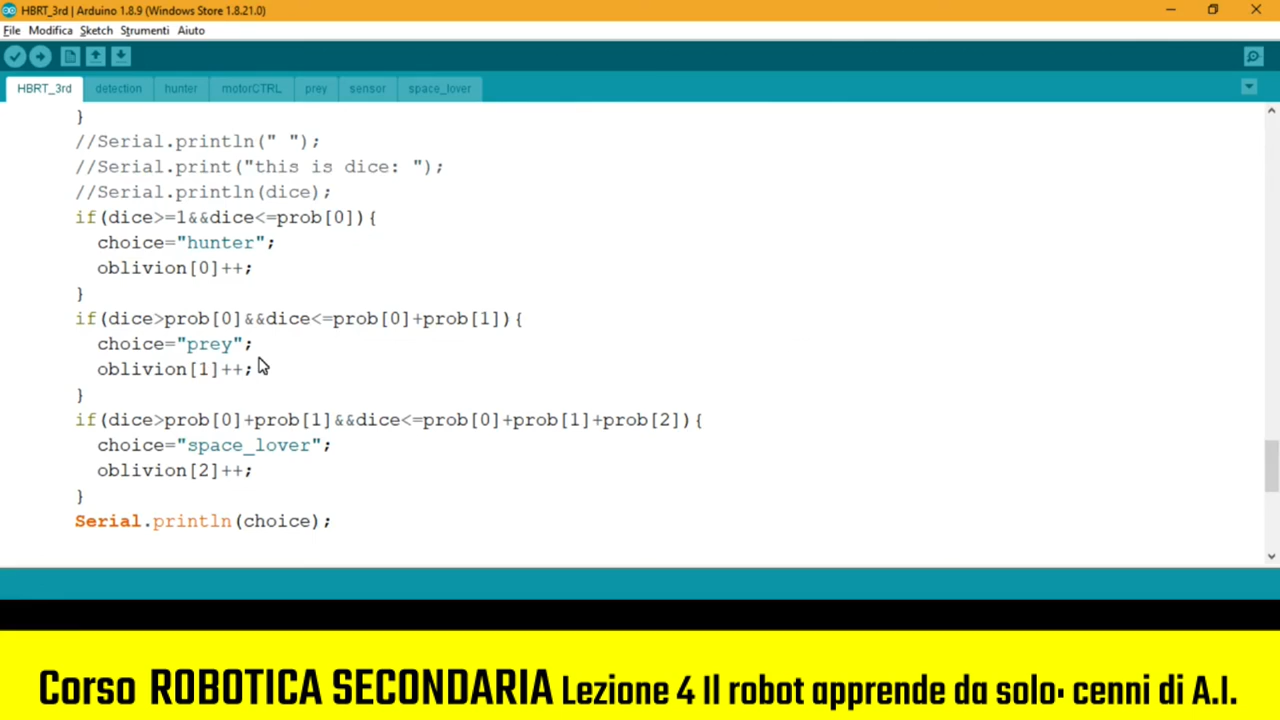 HBRT_3rd | Arduino 1.8.9 (Windows Store 1.8.21.0)
File Modifica Sketch Strumenti Aiuto
HBRT_3rd detection hunter motorCTRL prey sensor space_lover
}
//Serial.println(" ");
//Serial.print("this is dice: ");
//Serial.println(dice);
if(dice>=1&&dice<=prob[0]){
choice="hunter";
oblivion[0]++;
}
if(dice>prob[0]&&dice<=prob[0]+prob[1]){
choice="prey";
oblivion[1]++;
}
if(dice>prob[0]+prob[1]&&dice<=prob[0]+prob[1]+prob[2]){
choice="space_lover";
oblivion[2]++;
}
Serial.println(choice);
Corso ROBOTICA SECONDARIA Lezione 4 Il robot apprende da solo: cenni di A.I.